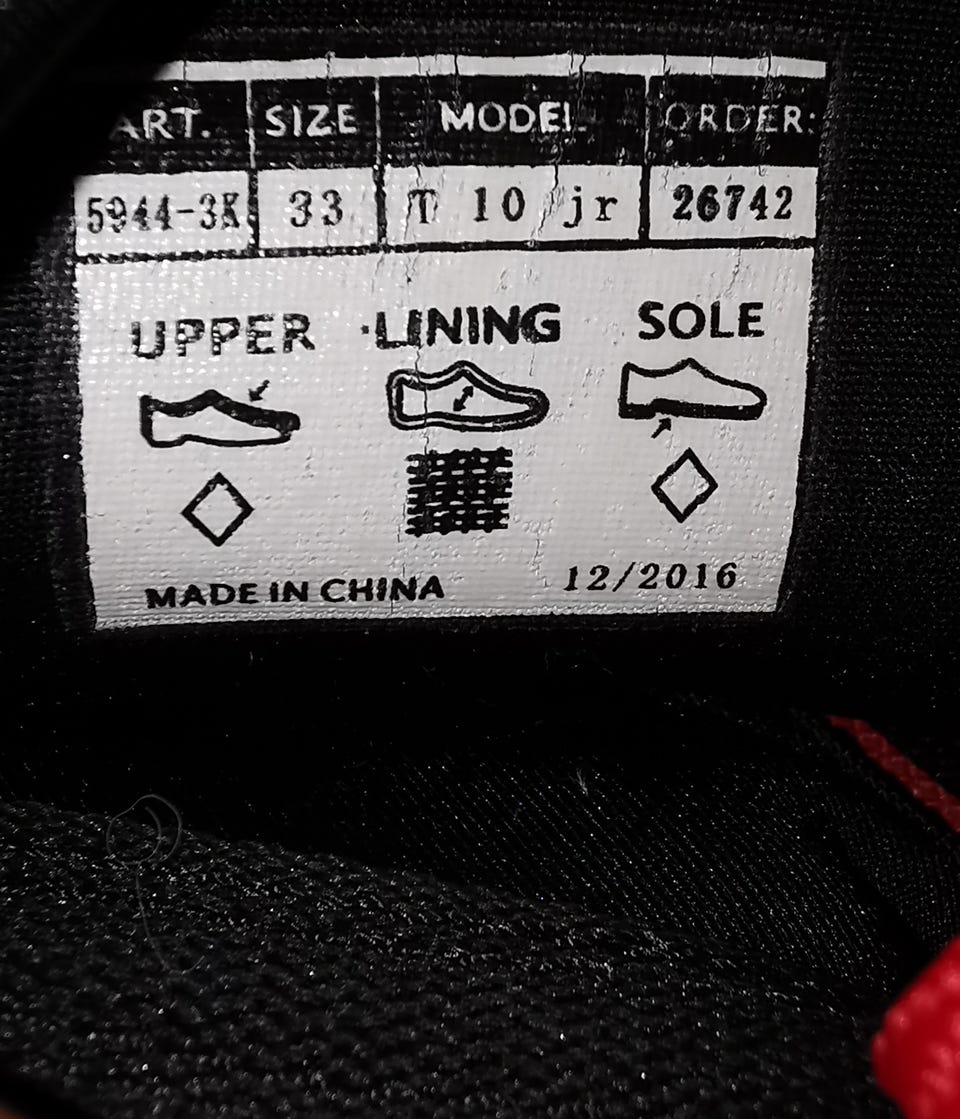 ART. SIZE MODEL ORDER:
5944-3K 33 T 10 jr 26742
UPPER LINING SOLE
MADE IN CHINA 12/2016